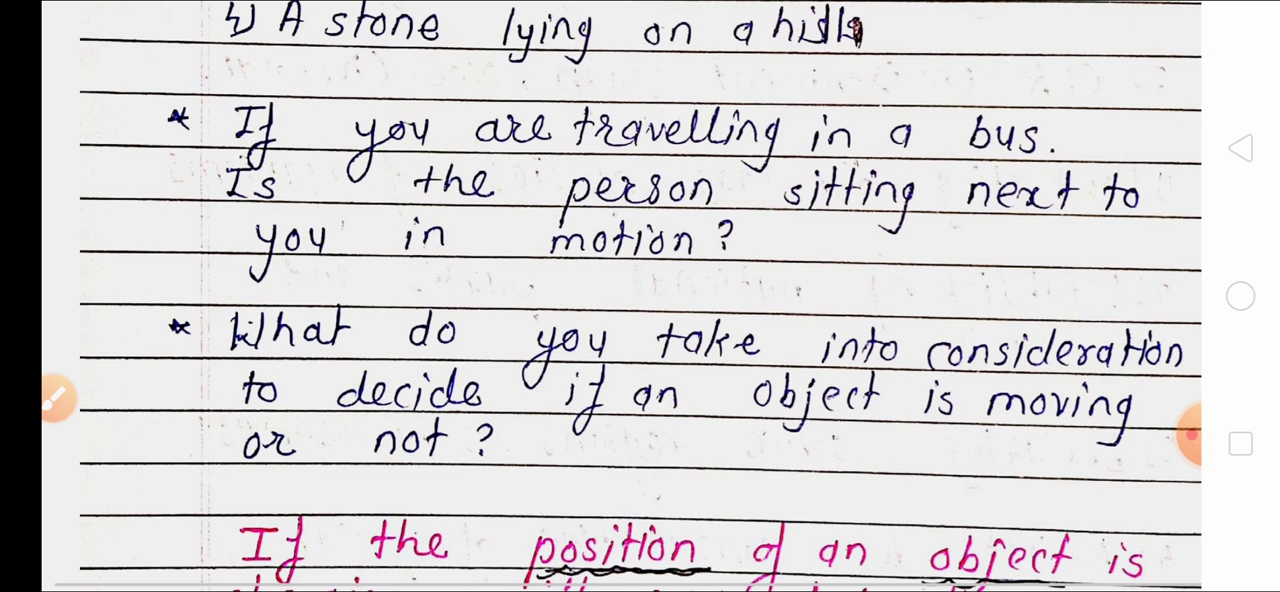 4) A stone lying on a hill
* If you are travelling in a bus.
Is the person sitting next to
you in motion?
* What do you take into consideration
to decide if an object is moving
or not?
If the position of an object is